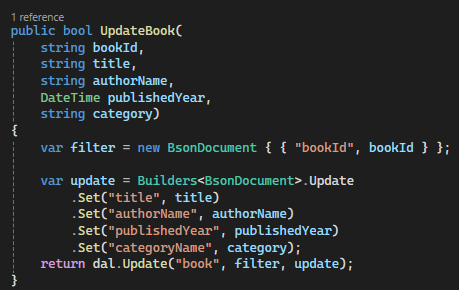 1 reference
public bool UpdateBook(
    string bookId,
    string title,
    string authorName,
    DateTime publishedYear,
    string category)
{
    var filter = new BsonDocument { { "bookId", bookId } };
    var update = Builders<BsonDocument>.Update
        .Set("title", title)
        .Set("authorName", authorName)
        .Set("publishedYear", publishedYear)
        .Set("categoryName", category);
    return dal.Update("book", filter, update);
}